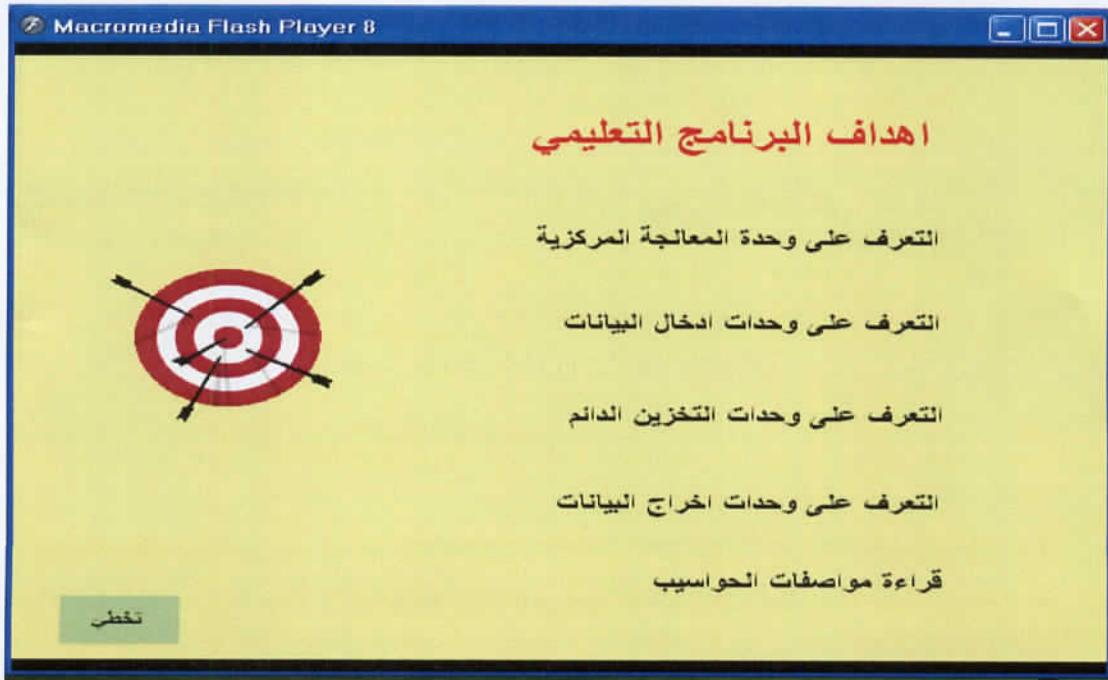 Macromedia Flash Player 8
اهداف البرنامج التعليمي
التعرف على وحدة المعالجة المركزية
التعرف على وحدات ادخال البيانات
التعرف على وحدات التخزين الدائم
التعرف على وحدات اخراج البيانات
قراءة مواصفات الحواسيب
تخطي